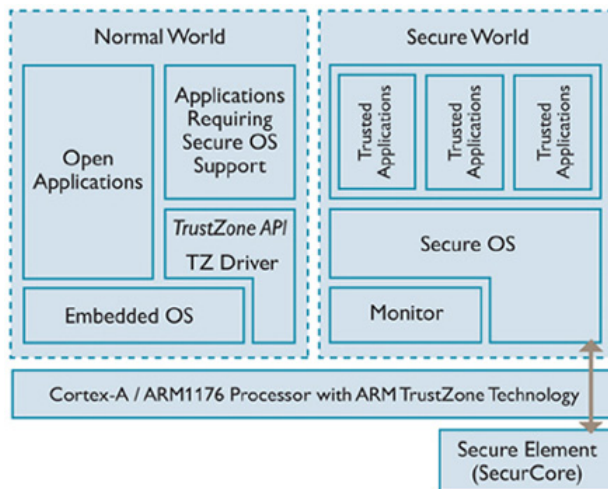 Normal World
Open
Applications
Applications
Requiring
Secure OS
Support
TrustZone API
TZ Driver
Embedded OS
Secure World
Trusted
Applications
Trusted
Applications
Trusted
Applications
Secure OS
Monitor
Cortex-A / ARM1176 Processor with ARM TrustZone Technology
Secure Element
(SecurCore)